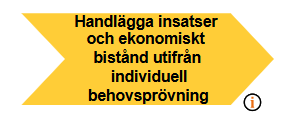 Handlägga insatser
och ekonomiskt
bistånd utifrån
individuell
behovsprövning
i